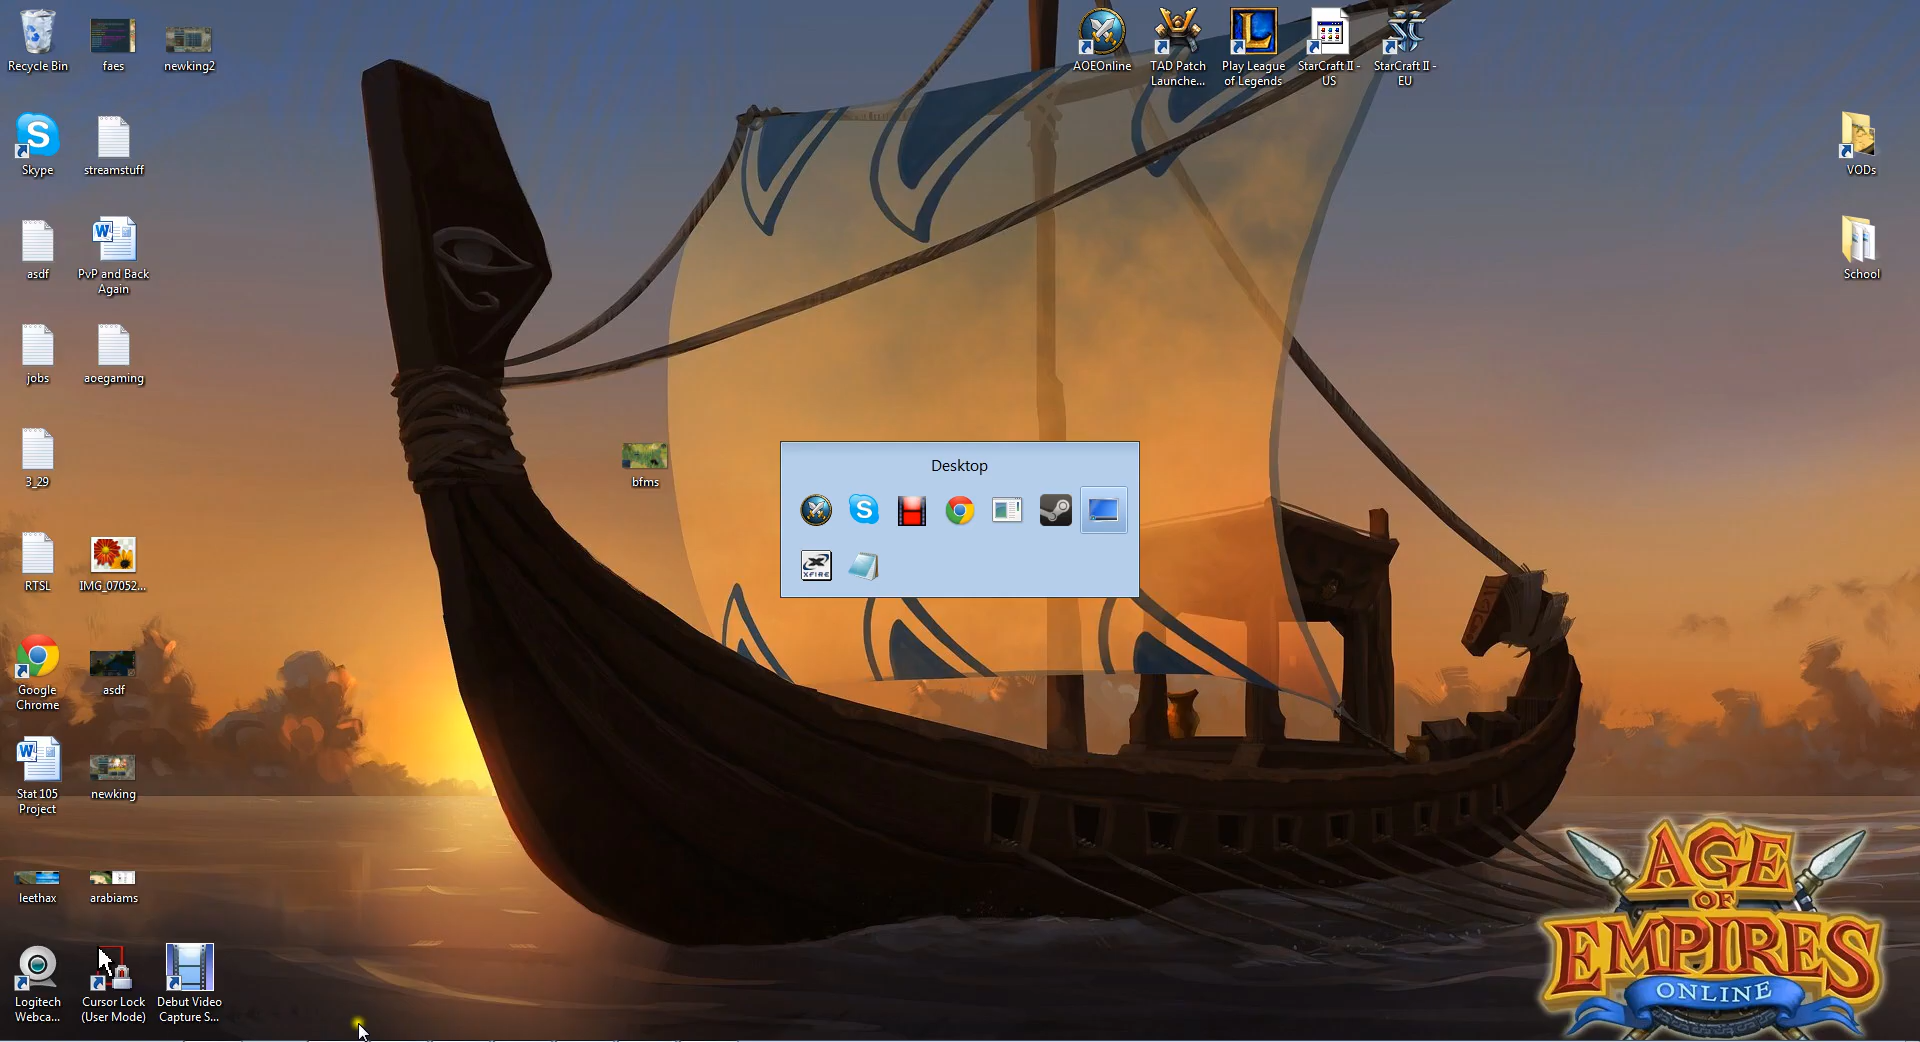 Recycle Bin
faes
newking2
AOEOnline
TAD Patch
Launche...
Play League
of Legends
StarCraft II -
US
StarCraft II -
EU
Skype
streamstuff
VODs
asdf
PvP and Back
Again
School
jobs
aoegaming
3_29
bfms
Desktop
XFIRE
RTSL
IMG_07052...
Google
Chrome
asdf
Stat 105
Project
newking
leethax
arabiams
Logitech
Webca...
Cursor Lock
(User Mode)
Debut Video
Capture S...
AGE
OF
EMPIRES
ONLINE